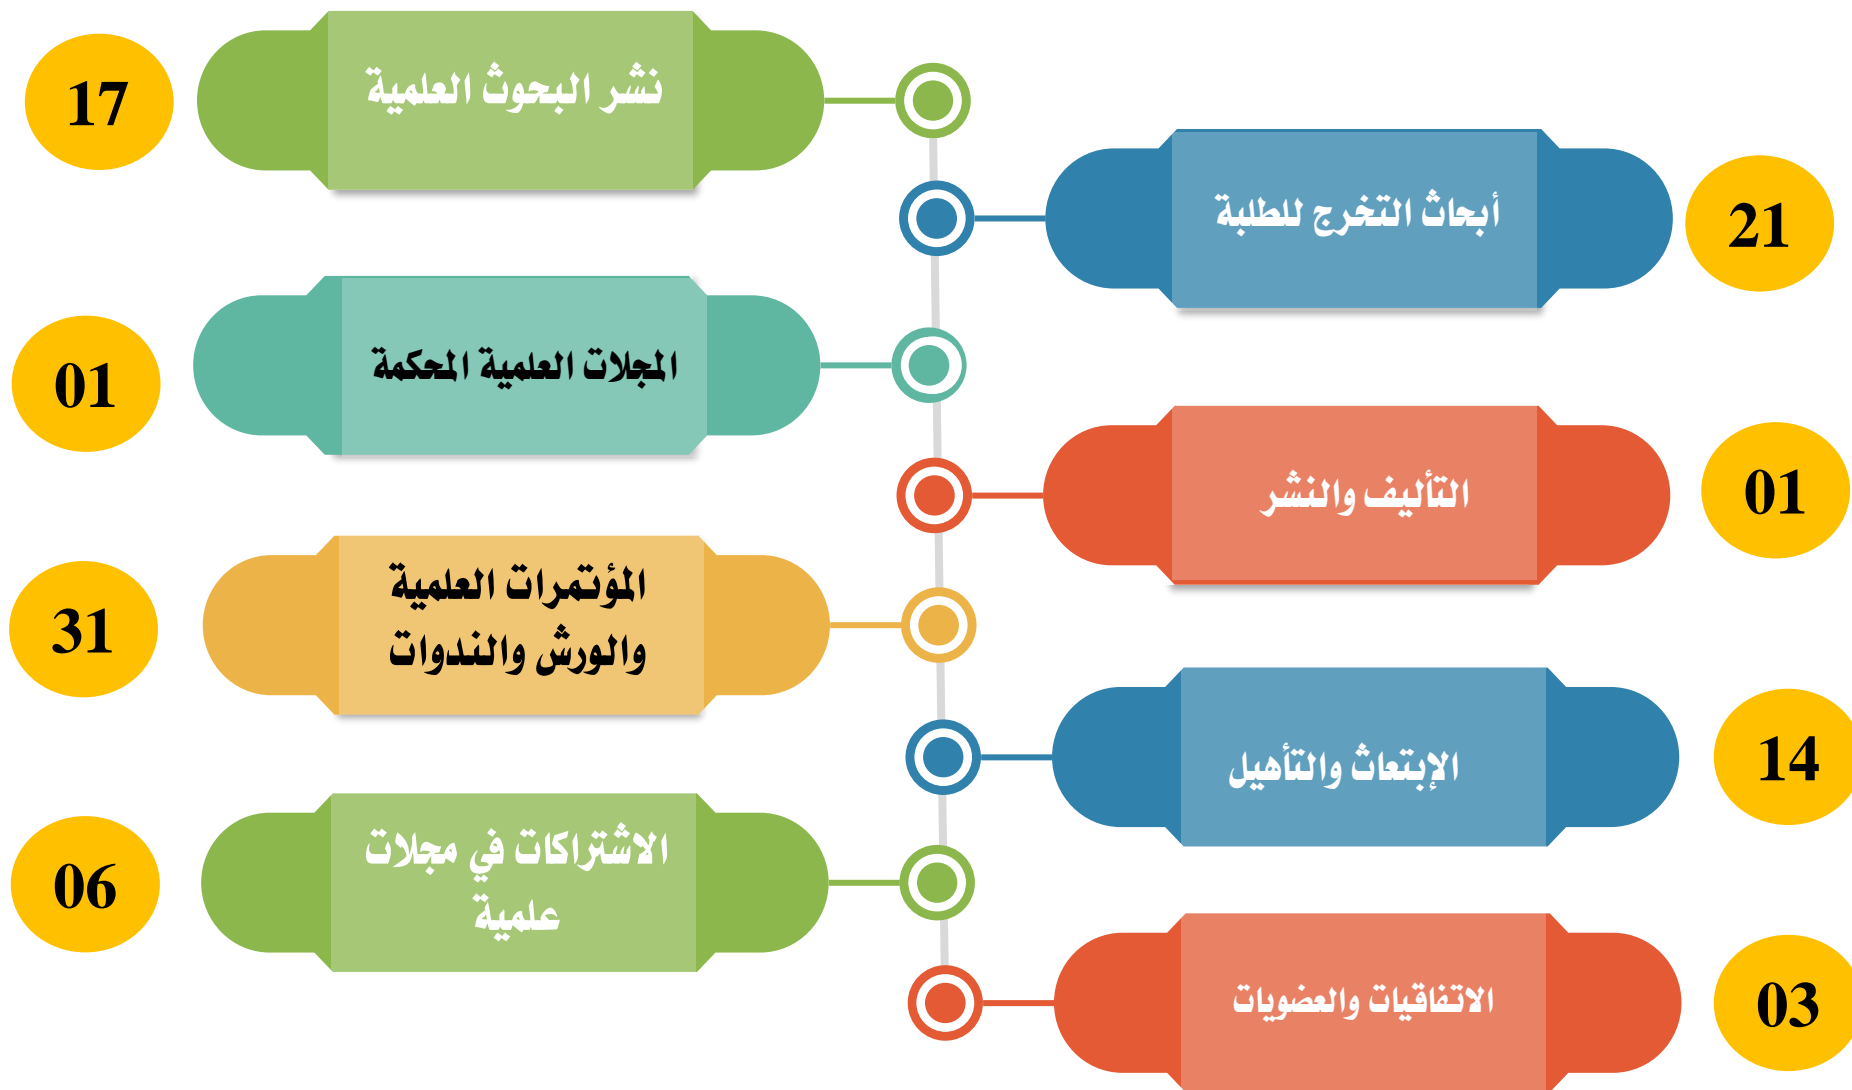 نشر البحوث العلمية
17
أبحاث التخرج للطلبة
21
المجلات العلمية المحكمة
01
التأليف والنشر
01
المؤتمرات العلمية
والورش والندوات
31
الإبتعاث والتأهيل
14
الاشتراكات في مجلات
علمية
06
الاتفاقيات والعضويات
03